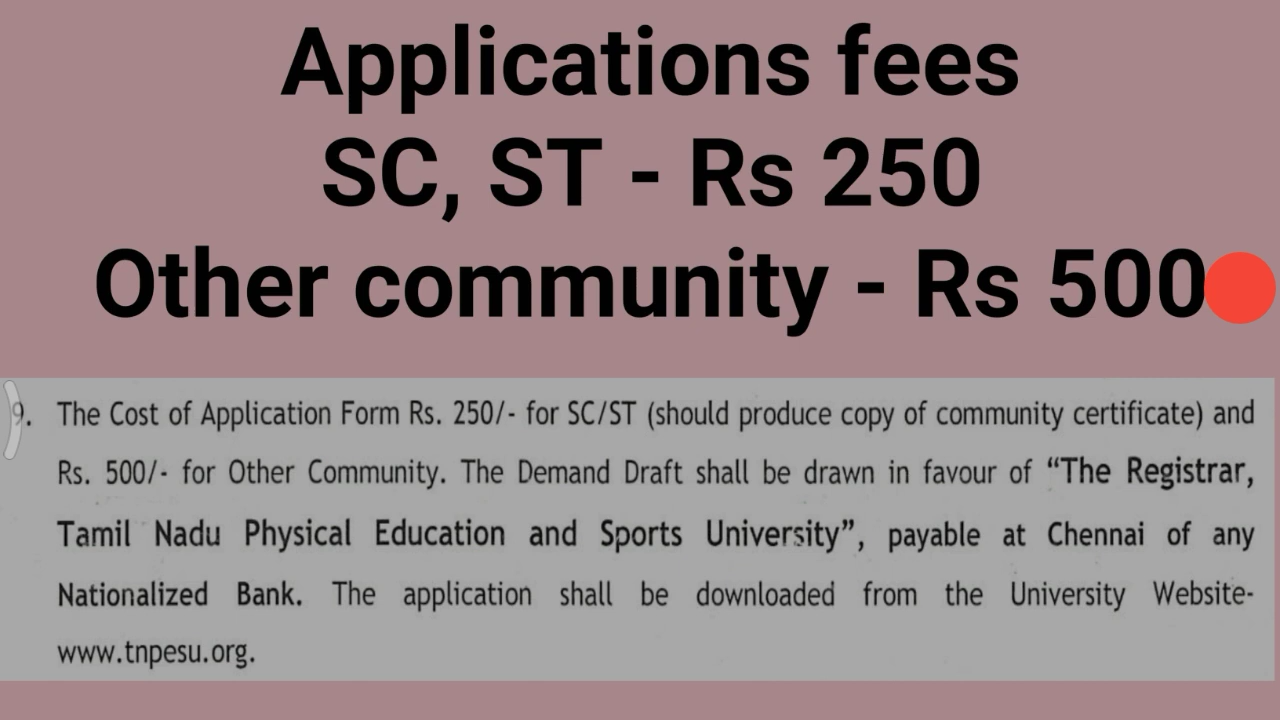 Applications fees
SC, ST - Rs 250
Other community - Rs 500
9. The Cost of Application Form Rs. 250/- for SC/ST (should produce copy of community certificate) and
Rs. 500/- for Other Community. The Demand Draft shall be drawn in favour of “The Registrar,
Tamil Nadu Physical Education and Sports University”, payable at Chennai of any
Nationalized Bank. The application shall be downloaded from the University Website-
www.tnpesu.org.